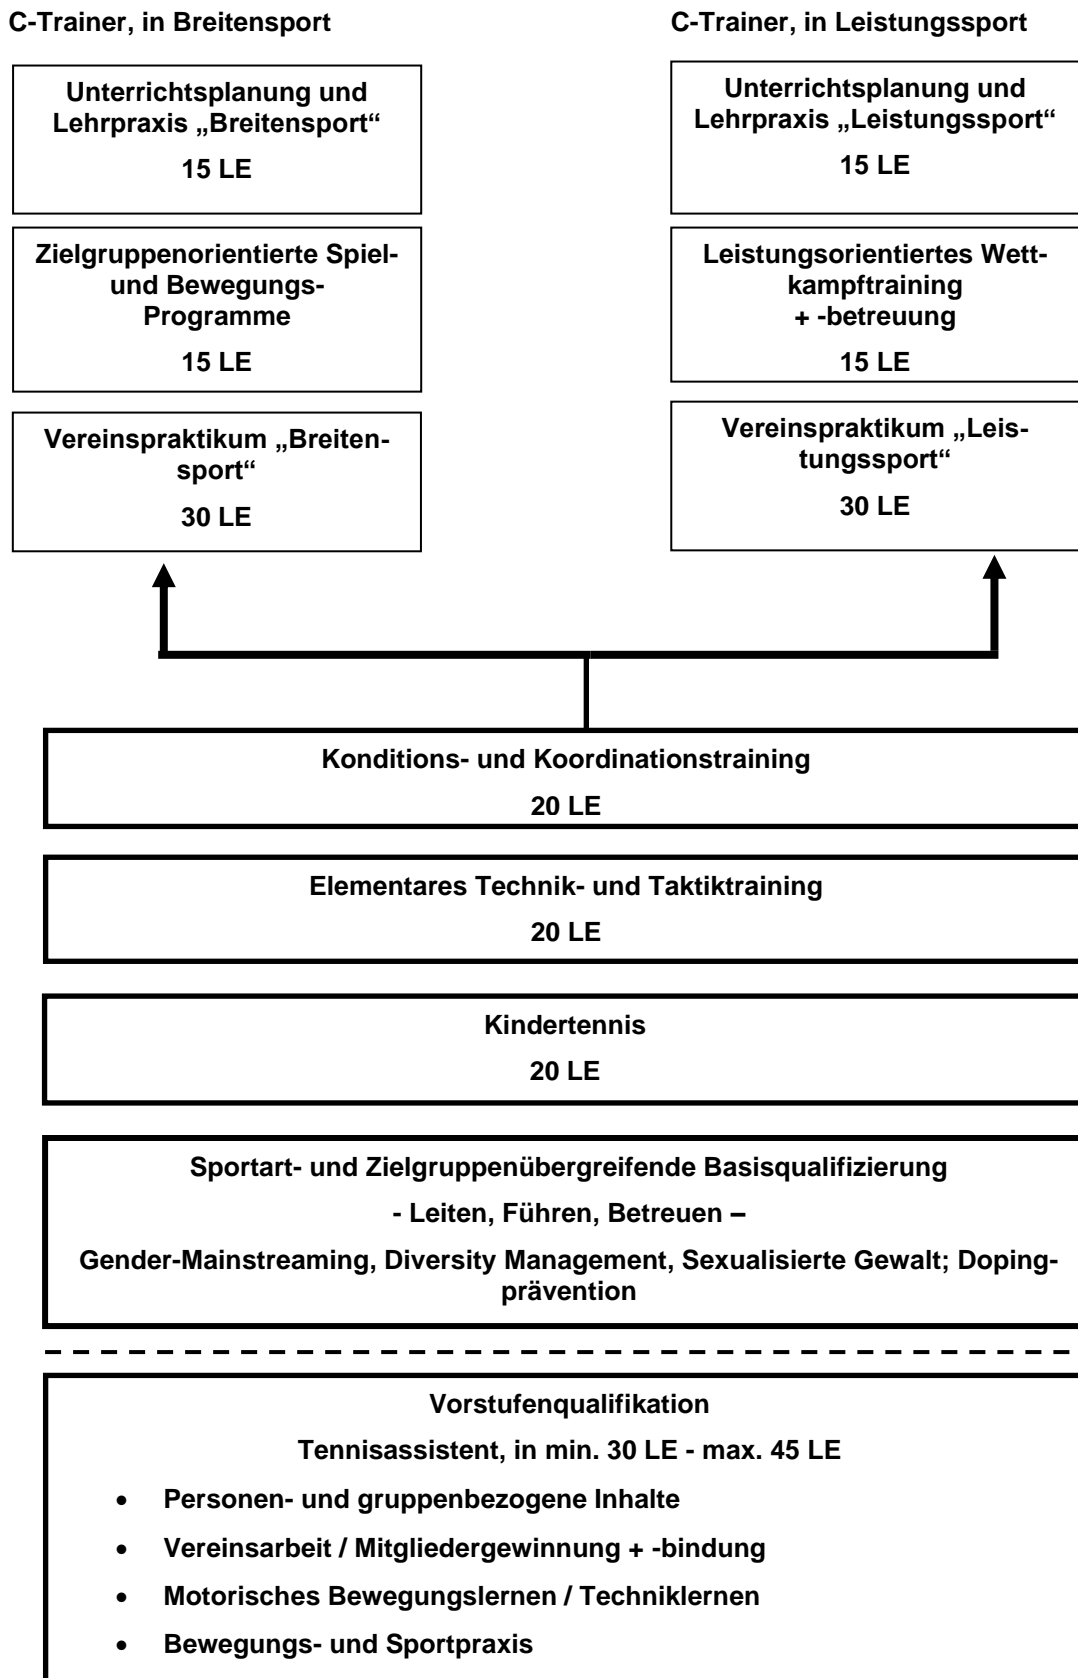 C-Trainer, in Breitensport
Unterrichtsplanung und
Lehrpraxis „Breitensport“
15 LE
Zielgruppenorientierte Spiel-
und Bewegungs-
Programme
15 LE
Vereinspraktikum „Breiten-
sport“
30 LE
C-Trainer, in Leistungssport
Unterrichtsplanung und
Lehrpraxis „Leistungssport“
15 LE
Leistungsorientiertes Wett-
kampftraining
+ -betreuung
15 LE
Vereinspraktikum „Leis-
tungssport“
30 LE
Konditions- und Koordinationstraining
20 LE
Elementares Technik- und Taktiktraining
20 LE
Kindertennis
20 LE
Sportart- und Zielgruppenübergreifende Basisqualifizierung
- Leiten, Führen, Betreuen –
Gender-Mainstreaming, Diversity Management, Sexualisierte Gewalt; Doping-
prävention
Vorstufenqualifikation
Tennisassistent, in min. 30 LE - max. 45 LE
• Personen- und gruppenbezogene Inhalte
• Vereinsarbeit / Mitgliedergewinnung + -bindung
• Motorisches Bewegungslernen / Techniklernen
• Bewegungs- und Sportpraxis